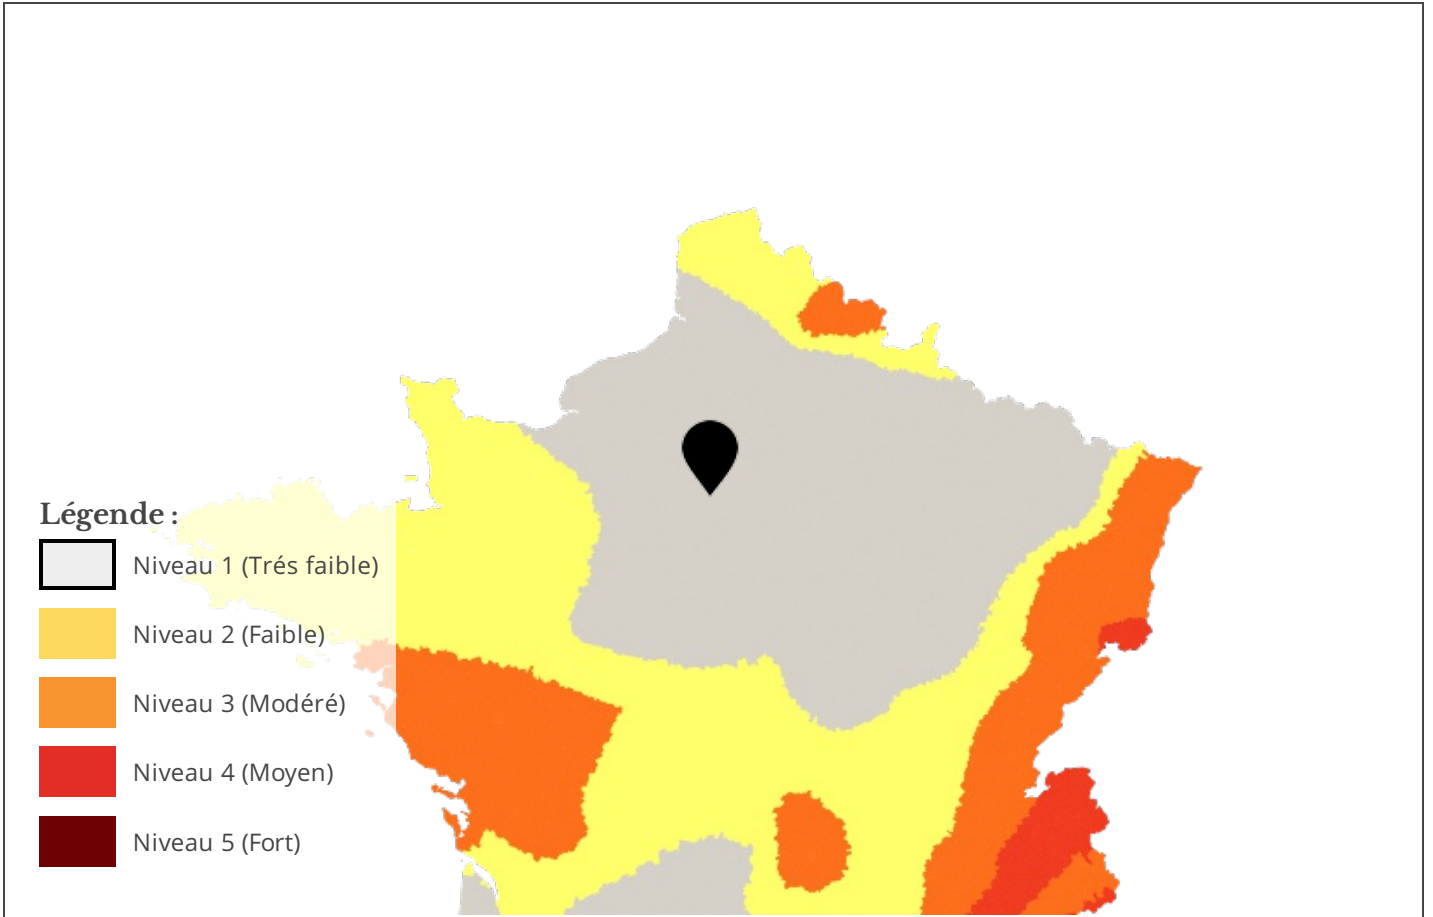 Légende :
Niveau 1 (Trés faible)
Niveau 2 (Faible)
Niveau 3 (Modéré)
Niveau 4 (Moyen)
Niveau 5 (Fort)